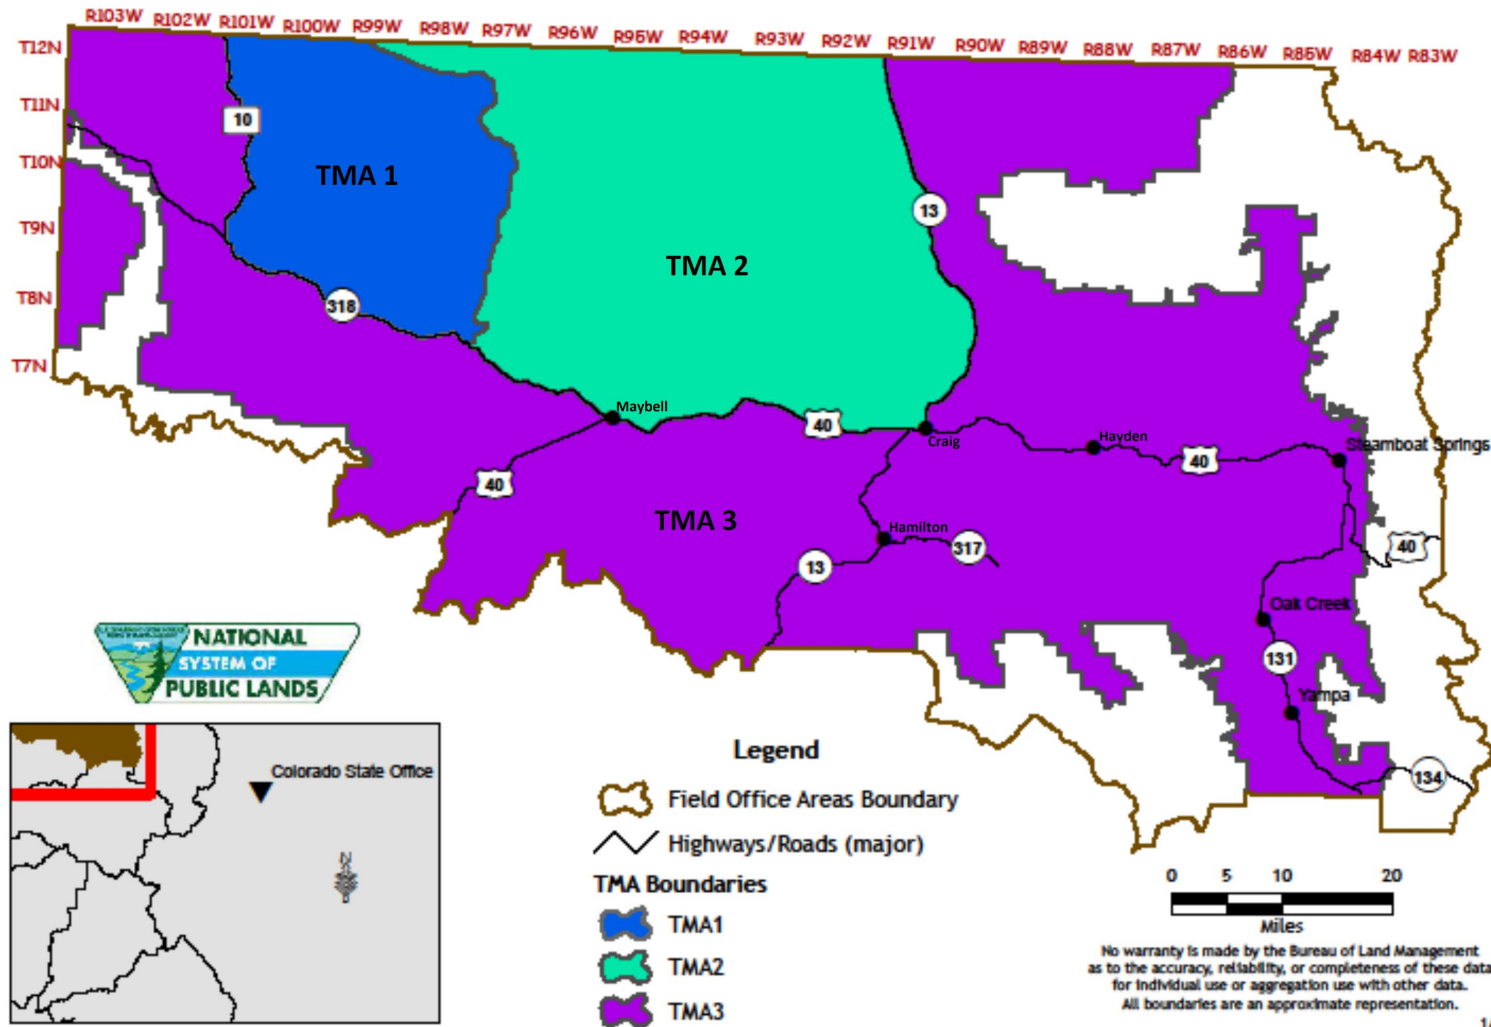 R103W R102W R101W R100W R99W R98W R97W R96W R95W R94W R93W R92W R91W R90W R89W R88W R87W R86W R85W R84W R83W
T12N
T11N
10
T10N
TMA 1
13
T9N
TMA 2
T8N
318
T7N
Maybell
40
Craig
Hayden
40
Steamboat Springs
40
TMA 3
Hamilton
317
40
13
Oak Creek
131
Yampa
134
NATIONAL
SYSTEM OF
PUBLIC LANDS
Colorado State Office
N
Legend
Field Office Areas Boundary
Highways/Roads (major)
TMA Boundaries
TMA1
TMA2
TMA3
0 5 10 20
Miles
No warranty is made by the Bureau of Land Management
as to the accuracy, reliability, or completeness of these data
for individual use or aggregation use with other data.
All boundaries are an approximate representation.